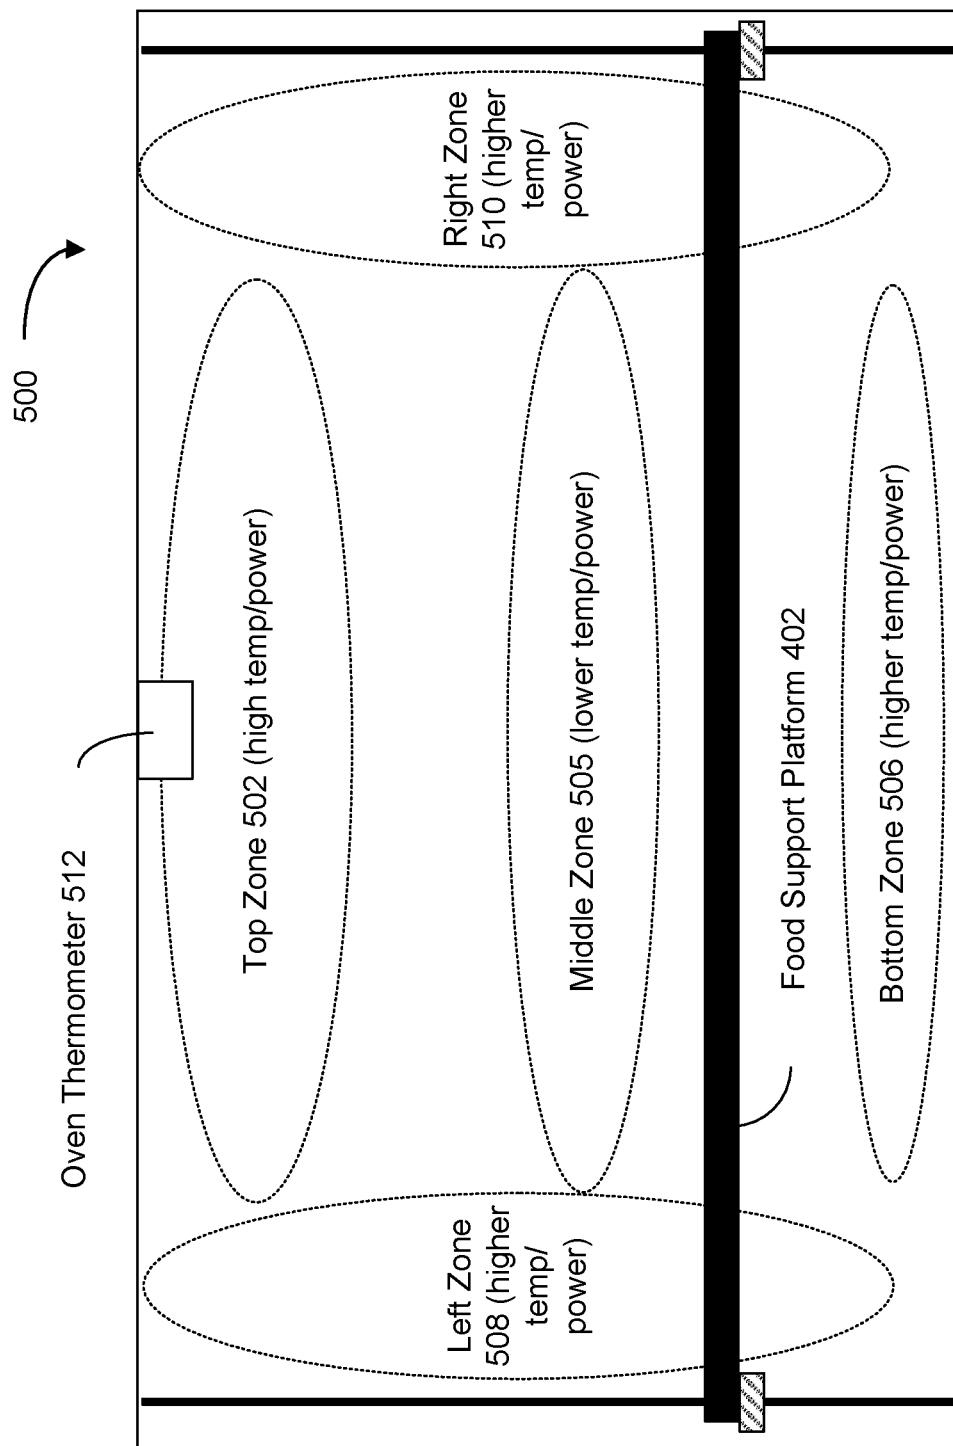 500
Oven Thermometer 512
Top Zone 502 (high temp/power)
Left Zone
508 (higher
temp/
power)
Right Zone
510 (higher
temp/
power)
Middle Zone 505 (lower temp/power)
Food Support Platform 402
Bottom Zone 506 (higher temp/power)